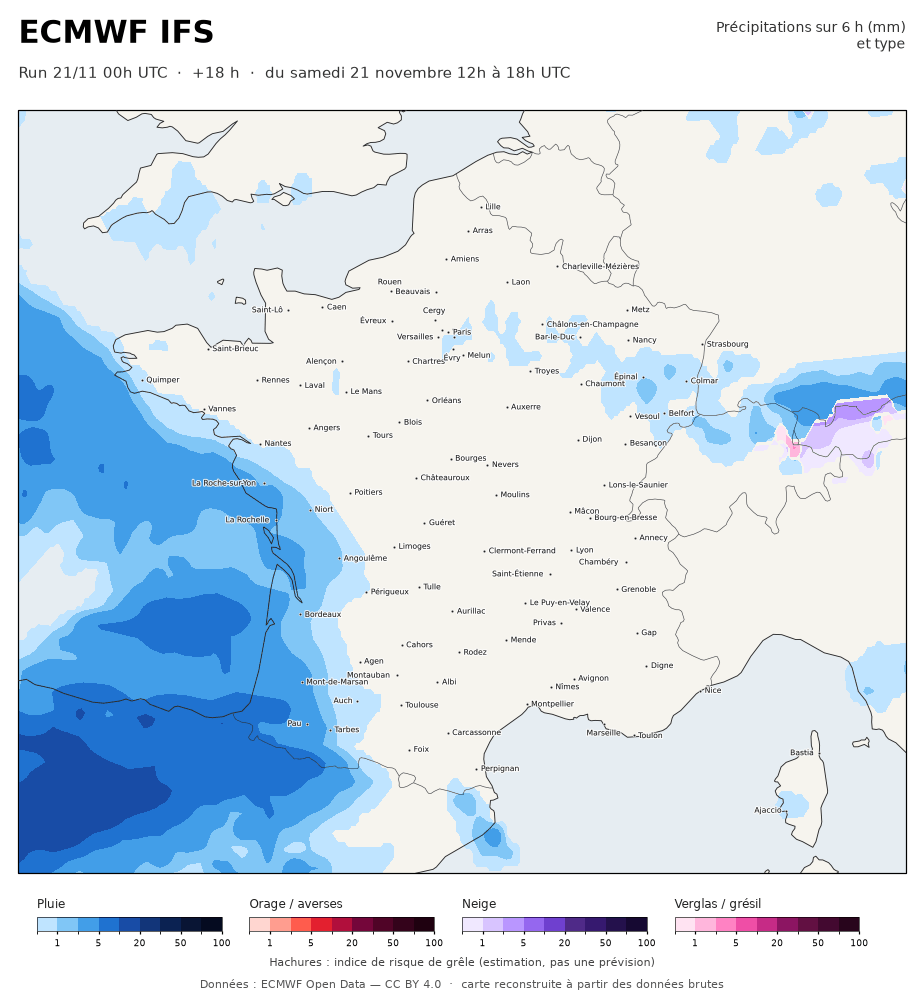 ECMWF IFS
Précipitations sur 6 h (mm)
et type
Run 21/11 00h UTC · +18 h · du samedi 21 novembre 12h à 18h UTC
Lille
Arras
Amiens
Charleville-Mézières
Rouen
Beauvais
Laon
Saint-Lô
Caen
Cergy
Metz
Évreux
Châlons-en-Champagne
Versailles
Paris
Bar-le-Duc
Nancy
Strasbourg
Saint-Brieuc
Alençon
Chartres
Évry
Melun
Troyes
Épinal
Colmar
Quimper
Rennes
Laval
Le Mans
Chaumont
Orléans
Auxerre
Vannes
Vesoul
Belfort
Angers
Blois
Tours
Nantes
Dijon
Besançon
Bourges
Nevers
La Roche-sur-Yon
Châteauroux
Lons-le-Saunier
Poitiers
Moulins
Niort
Mâcon
La Rochelle
Guéret
Bourg-en-Bresse
Annecy
Limoges
Clermont-Ferrand
Lyon
Angoulême
Chambéry
Saint-Étienne
Périgueux
Tulle
Grenoble
Bordeaux
Aurillac
Le Puy-en-Velay
Valence
Privas
Gap
Cahors
Mende
Rodez
Agen
Digne
Montauban
Mont-de-Marsan
Albi
Avignon
Nîmes
Nice
Auch
Toulouse
Montpellier
Pau
Tarbes
Carcassonne
Marseille
Toulon
Foix
Bastia
Perpignan
Ajaccio
Pluie
1 5 20 50 100
Orage / averses
1 5 20 50 100
Neige
1 5 20 50 100
Verglas / grésil
1 5 20 50 100
Hachures : indice de risque de grêle (estimation, pas une prévision)
Données : ECMWF Open Data — CC BY 4.0 · carte reconstruite à partir des données brutes